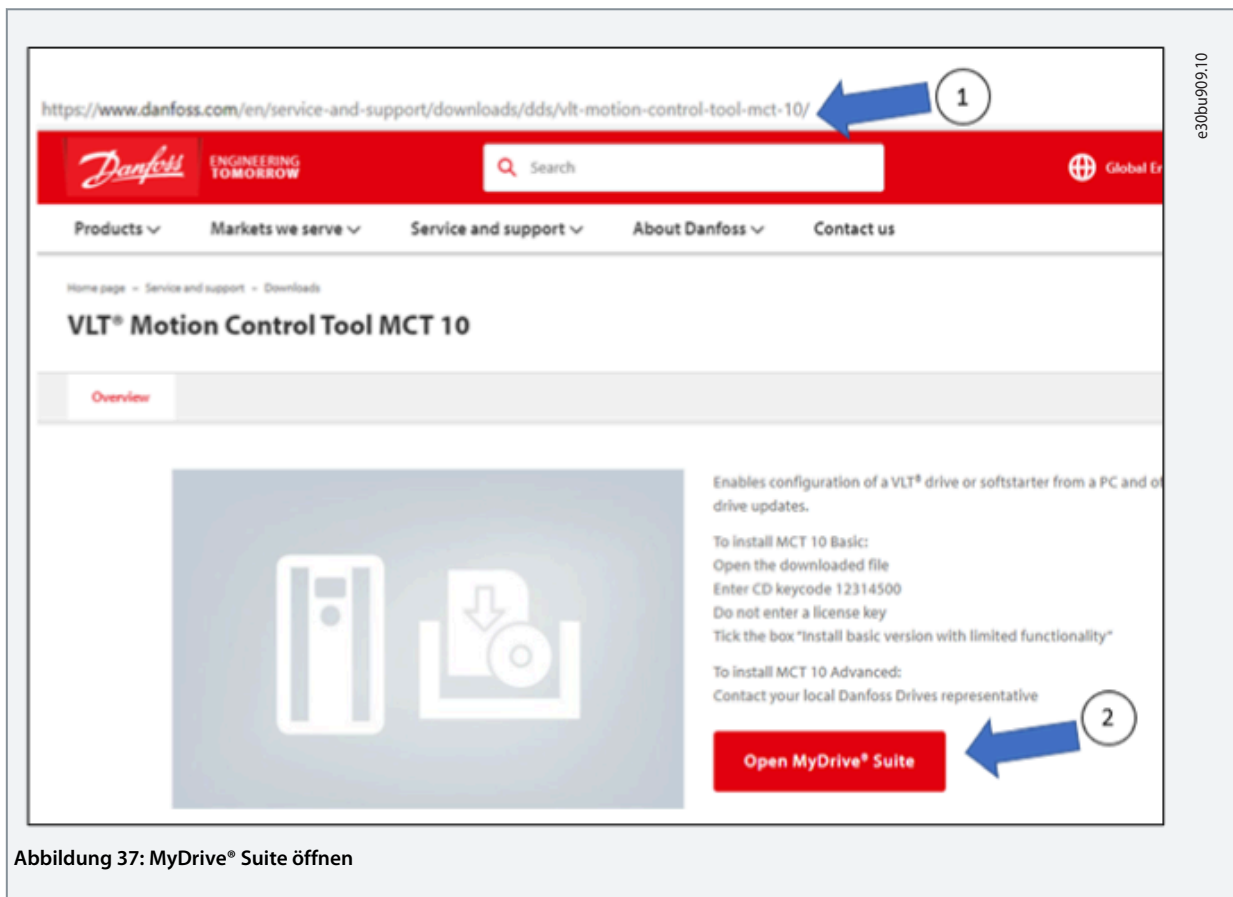 e30bu909.10
https://www.danfoss.com/en/service-and-support/downloads/dds/vlt-motion-control-tool-mct-10/
1
Danfoss
ENGINEERING
TOMORROW
Search
Global Er
Products
Markets we serve
Service and support
About Danfoss
Contact us
Home page - Service and support - Downloads
VLT® Motion Control Tool MCT 10
Overview
Enables configuration of a VLT® drive or softstarter from a PC and of
drive updates.
To install MCT 10 Basic:
Open the downloaded file
Enter CD keycode 12314500
Do not enter a license key
Tick the box "Install basic version with limited functionality"
To install MCT 10 Advanced:
Contact your local Danfoss Drives representative
2
Open MyDrive® Suite
Abbildung 37: MyDrive® Suite öffnen